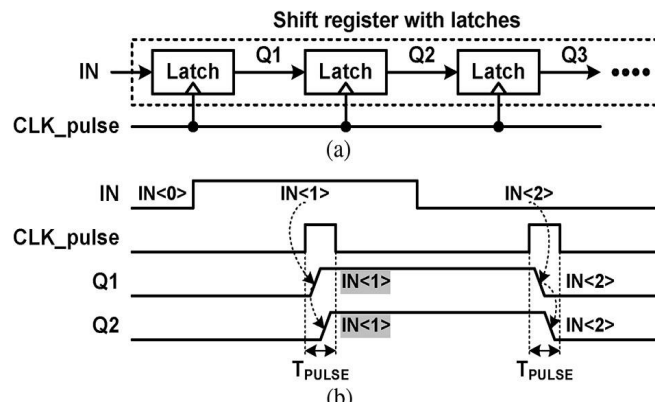 Shift register with latches
IN Latch Q1 Latch Q2 Latch Q3
CLK_pulse
(a)
IN IN<0> IN<1> IN<2>
CLK_pulse
Q1 IN<1> IN<2>
Q2 IN<1> IN<2>
TPULSE TPULSE
(b)